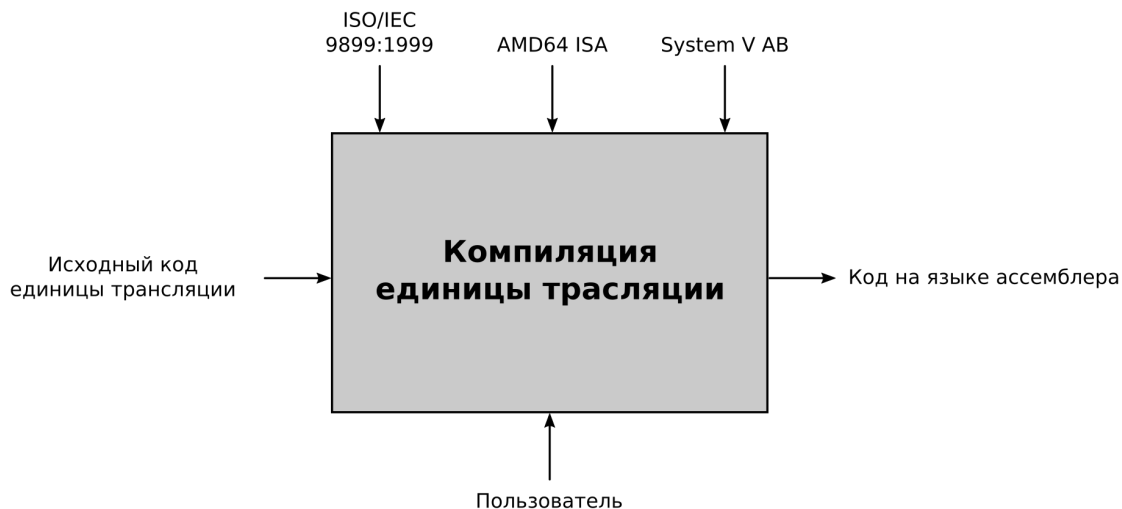 ISO/IEC
9899:1999
AMD64 ISA
System V AB
Компиляция
единицы трасляции
Исходный код
единицы трансляции
Код на языке ассемблера
Пользователь